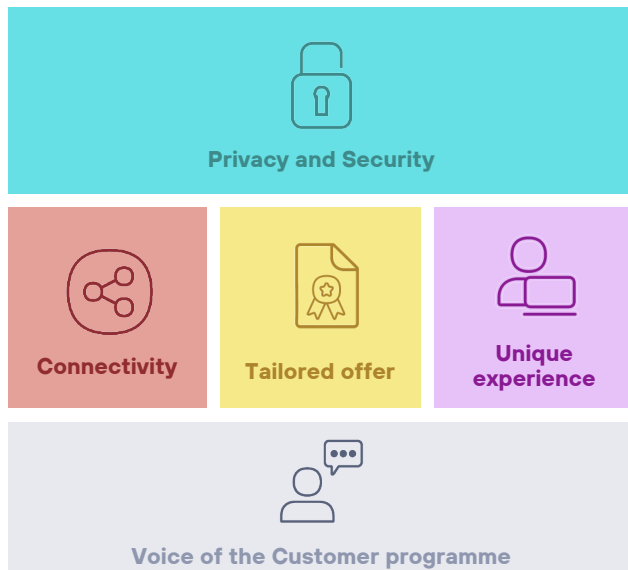 Privacy and Security
Connectivity
Tailored offer
Unique
experience
Voice of the Customer programme